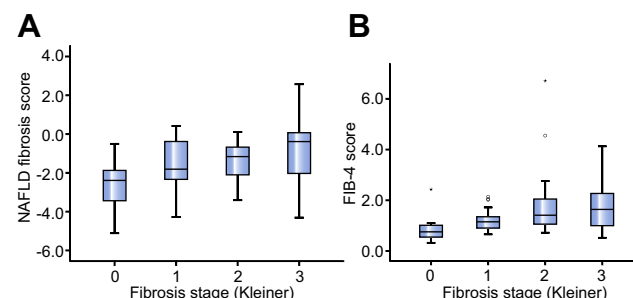 A
NAFLD fibrosis score
4.0
2.0
0.0
-2.0
-4.0
-6.0
0 1 2 3
Fibrosis stage (Kleiner)
B
FIB-4 score
6.0
4.0
2.0
0.0
0 1 2 3
Fibrosis stage (Kleiner)